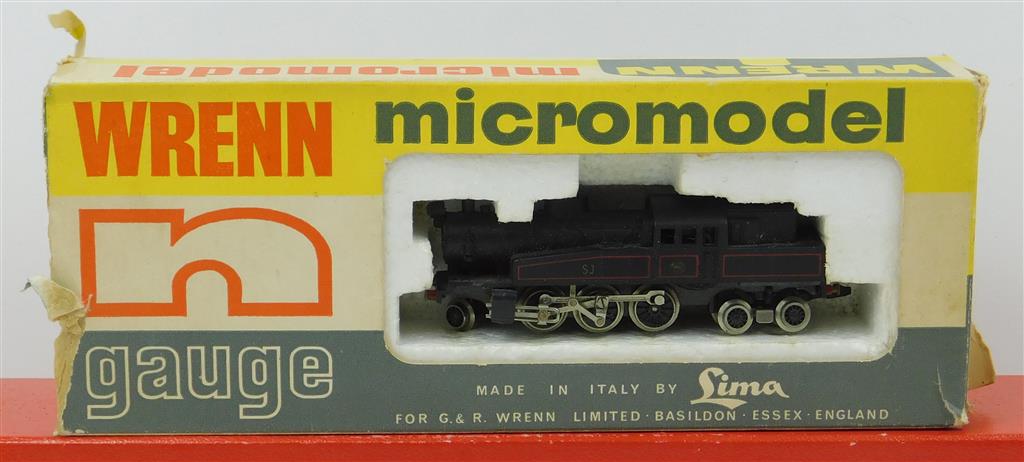 micromodel WRENN
WRENN micromodel
n
gauge
SJ
MADE IN ITALY BY Lima
FOR G.& R. WRENN LIMITED · BASILDON · ESSEX · ENGLAND